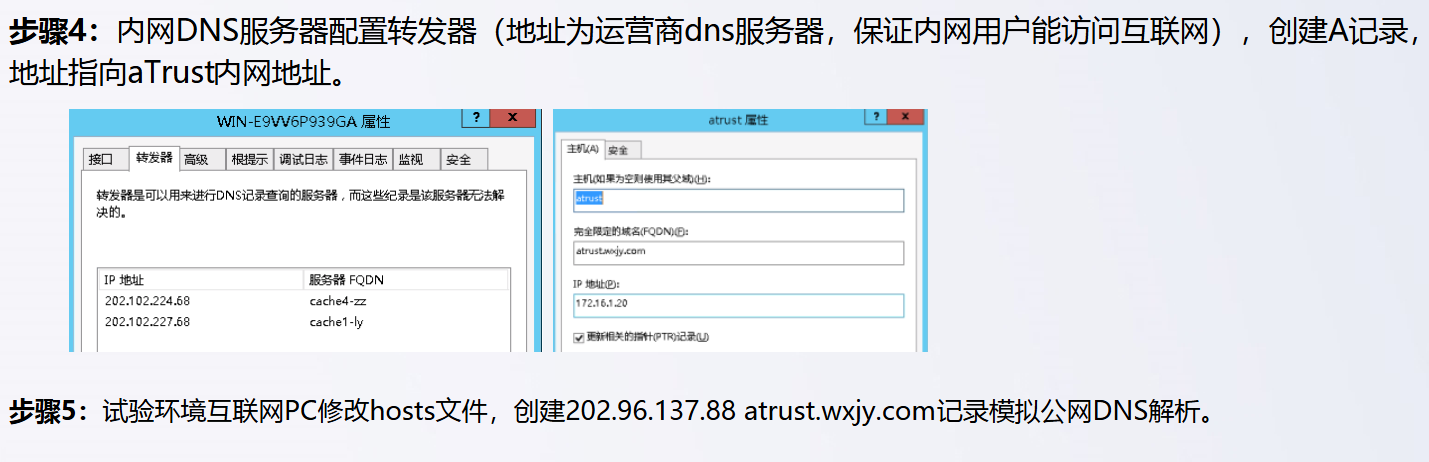 步骤4：内网DNS服务器配置转发器（地址为运营商dns服务器，保证内网用户能访问互联网），创建A记录，
地址指向aTrust内网地址。
WIN-E9VV6P939GA 属性
? X
接口 转发器 高级 根提示 调试日志 事件日志 监视 安全
转发器是可以用来进行DNS记录查询的服务器，而这些纪录是该服务器无法解
决的。
IP 地址 服务器 FQDN
202.102.224.68 cache4-zz
202.102.227.68 cache1-ly
atrust 属性
? X
主机(A) 安全
主机(如果为空则使用其父域)(H):
atrust
完全限定的域名(FQDN)(F):
atrust.wxjy.com
IP 地址(P):
172.16.1.20
更新相关的指针(PTR)记录(U)
步骤5：试验环境互联网PC修改hosts文件，创建202.96.137.88 atrust.wxjy.com记录模拟公网DNS解析。